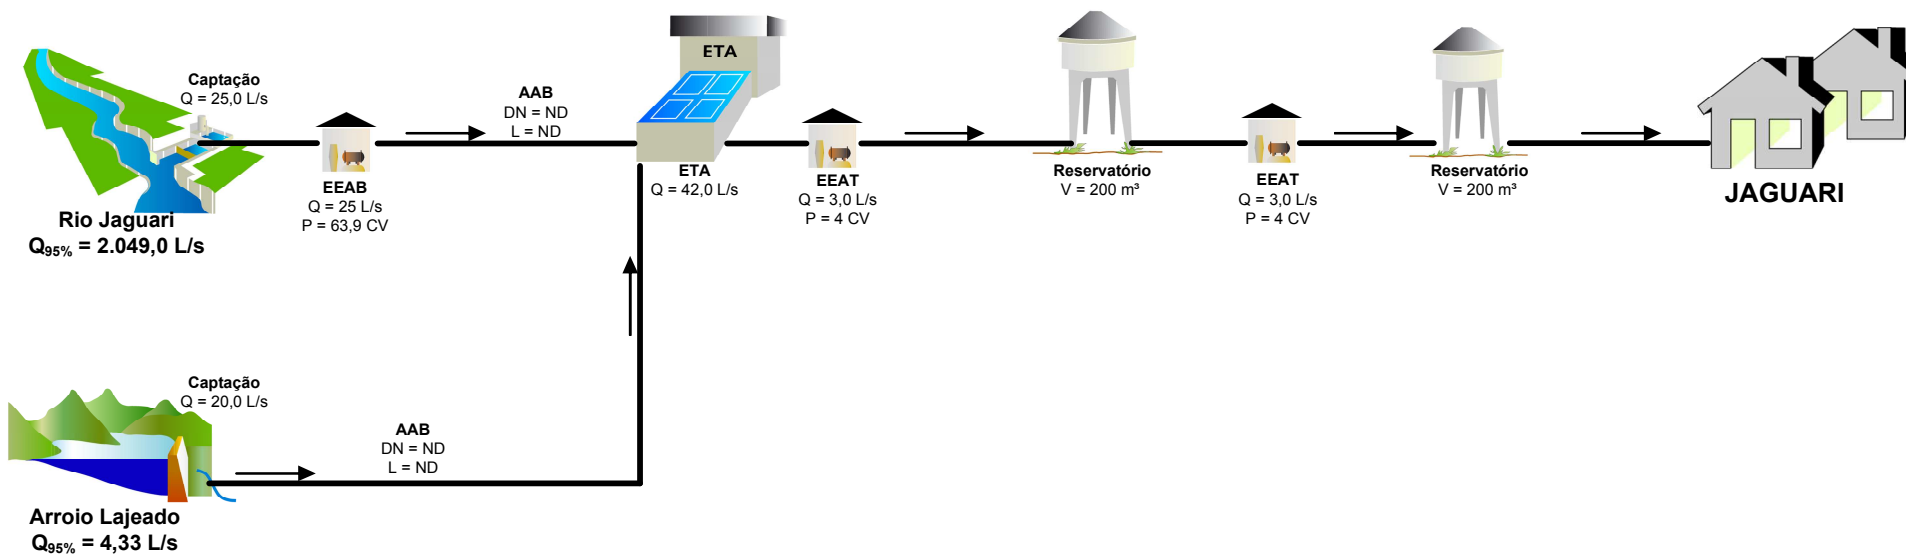 Captação
Q = 25,0 L/s
EEAB
Q = 25 L/s
P = 63,9 CV
Rio Jaguari
Q95% = 2.049,0 L/s
AAB
DN = ND
L = ND
ETA
ETA
Q = 42,0 L/s
EEAT
Q = 3,0 L/s
P = 4 CV
Reservatório
V = 200 m³
EEAT
Q = 3,0 L/s
P = 4 CV
Reservatório
V = 200 m³
JAGUARI
Captação
Q = 20,0 L/s
Arroio Lajeado
Q95% = 4,33 L/s
AAB
DN = ND
L = ND